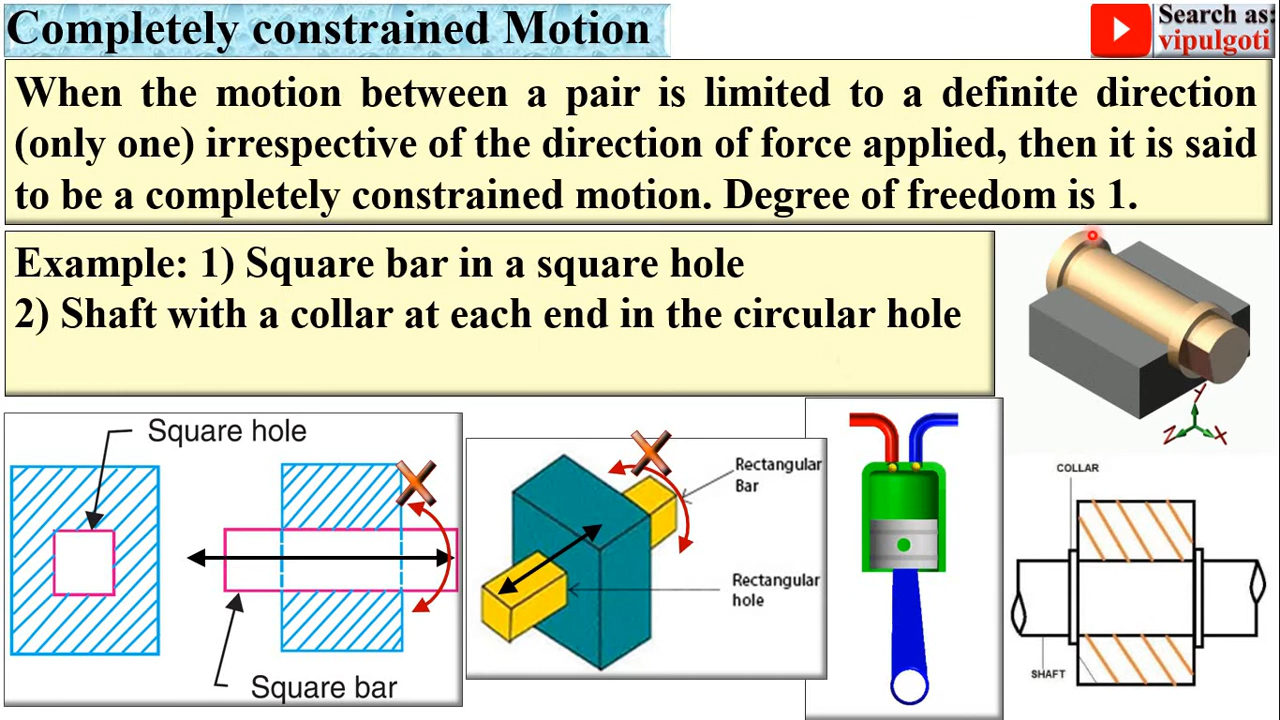 Completely constrained Motion
Search as:
vipulgoti
When the motion between a pair is limited to a definite direction
(only one) irrespective of the direction of force applied, then it is said
to be a completely constrained motion. Degree of freedom is 1.
Example: 1) Square bar in a square hole
2) Shaft with a collar at each end in the circular hole
Y
Z
X
Square hole
Square bar
Rectangular
Bar
Rectangular
hole
COLLAR
SHAFT